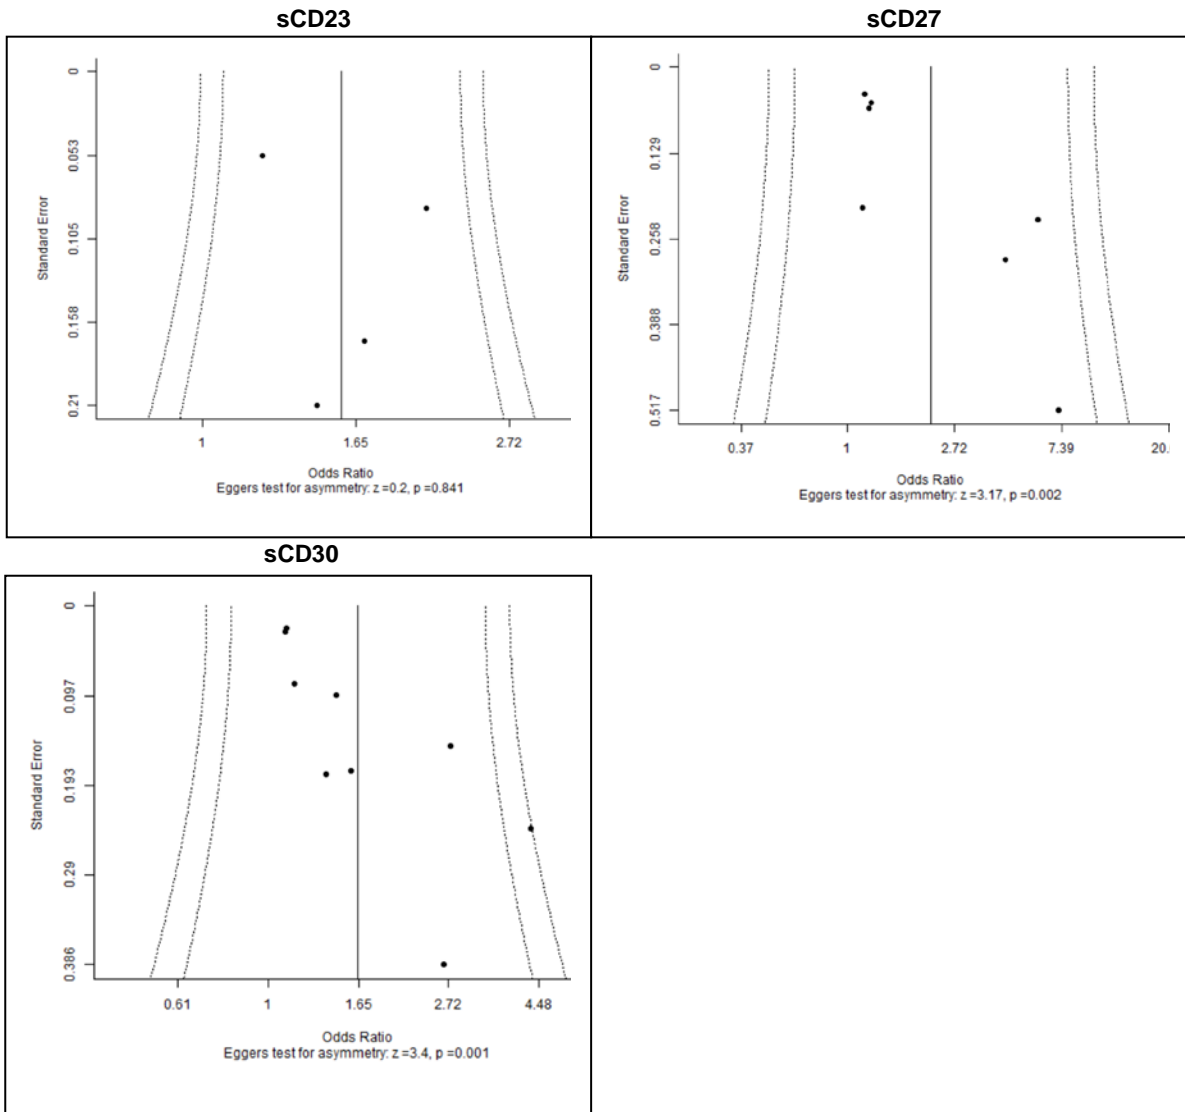 sCD23
sCD27
0
0.053
0.105
0.158
0.21
Standard Error
1
1.65
2.72
Odds Ratio
Eggers test for asymmetry: z =0.2, p =0.841
0
0.129
0.258
0.388
0.517
Standard Error
0.37
1
2.72
7.39
20.
Odds Ratio
Eggers test for asymmetry: z =3.17, p =0.002
sCD30
0
0.097
0.193
0.29
0.386
Standard Error
0.61
1
1.65
2.72
4.48
Odds Ratio
Eggers test for asymmetry: z =3.4, p =0.001